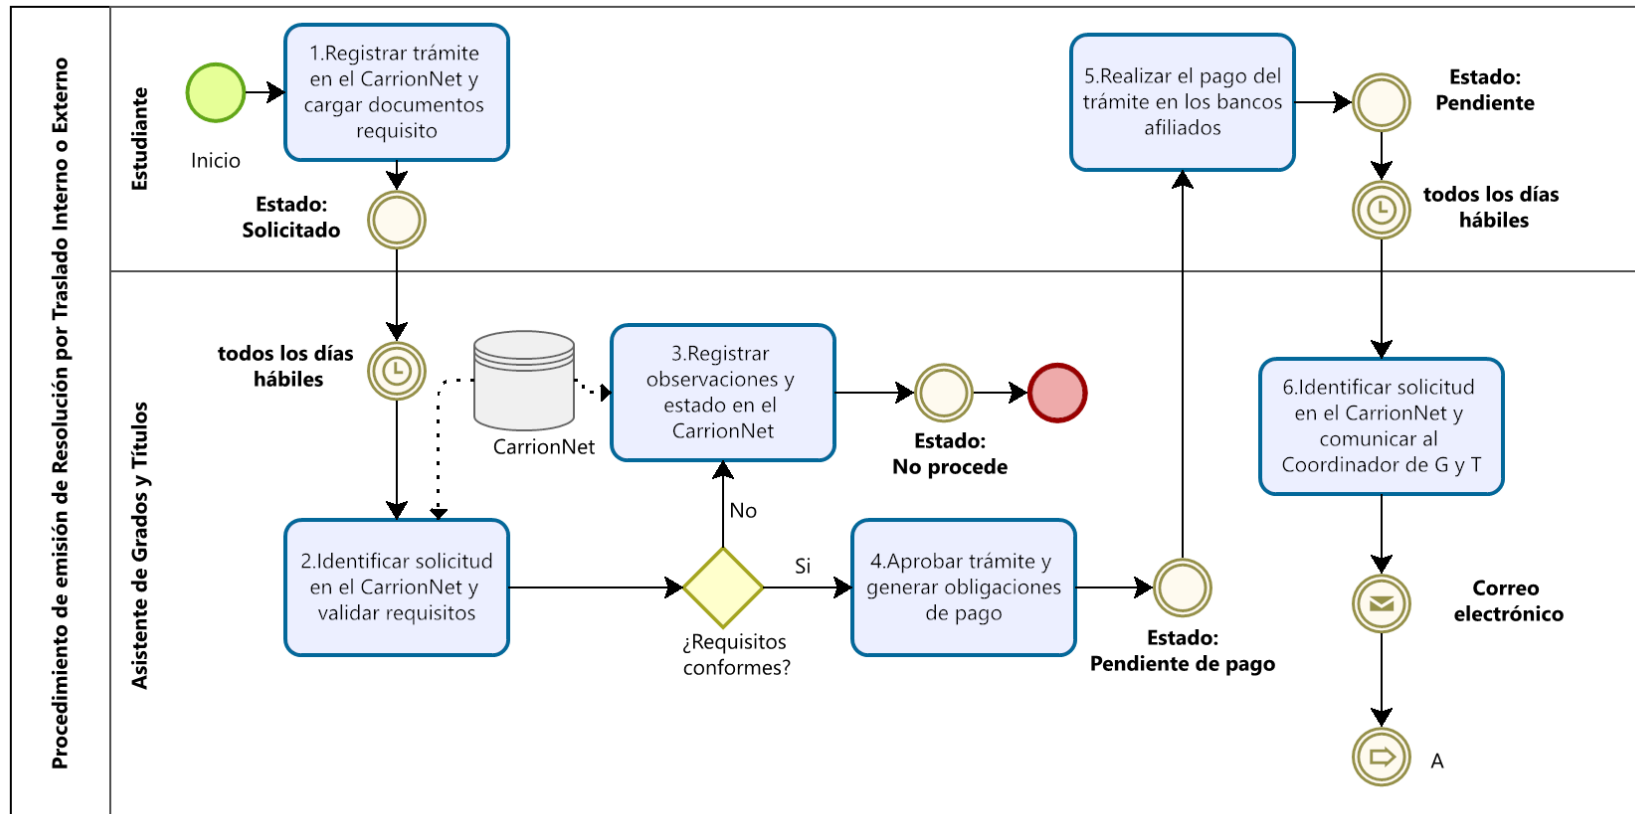 Procedimiento de emisión de Resolución por Traslado Interno o Externo
Estudiante
Inicio
1.Registrar trámite
en el CarrionNet y
cargar documentos
requisito
Estado:
Solicitado
5.Realizar el pago del
trámite en los bancos
afiliados
Estado:
Pendiente
todos los días
hábiles
Asistente de Grados y Títulos
todos los días
hábiles
2.Identificar solicitud
en el CarrionNet y
validar requisitos
CarrionNet
3.Registrar
observaciones y
estado en el
CarrionNet
Estado:
No procede
No
Si
¿Requisitos
conformes?
4.Aprobar trámite y
generar obligaciones
de pago
Estado:
Pendiente de pago
6.Identificar solicitud
en el CarrionNet y
comunicar al
Coordinador de G y T
Correo
electrónico
A